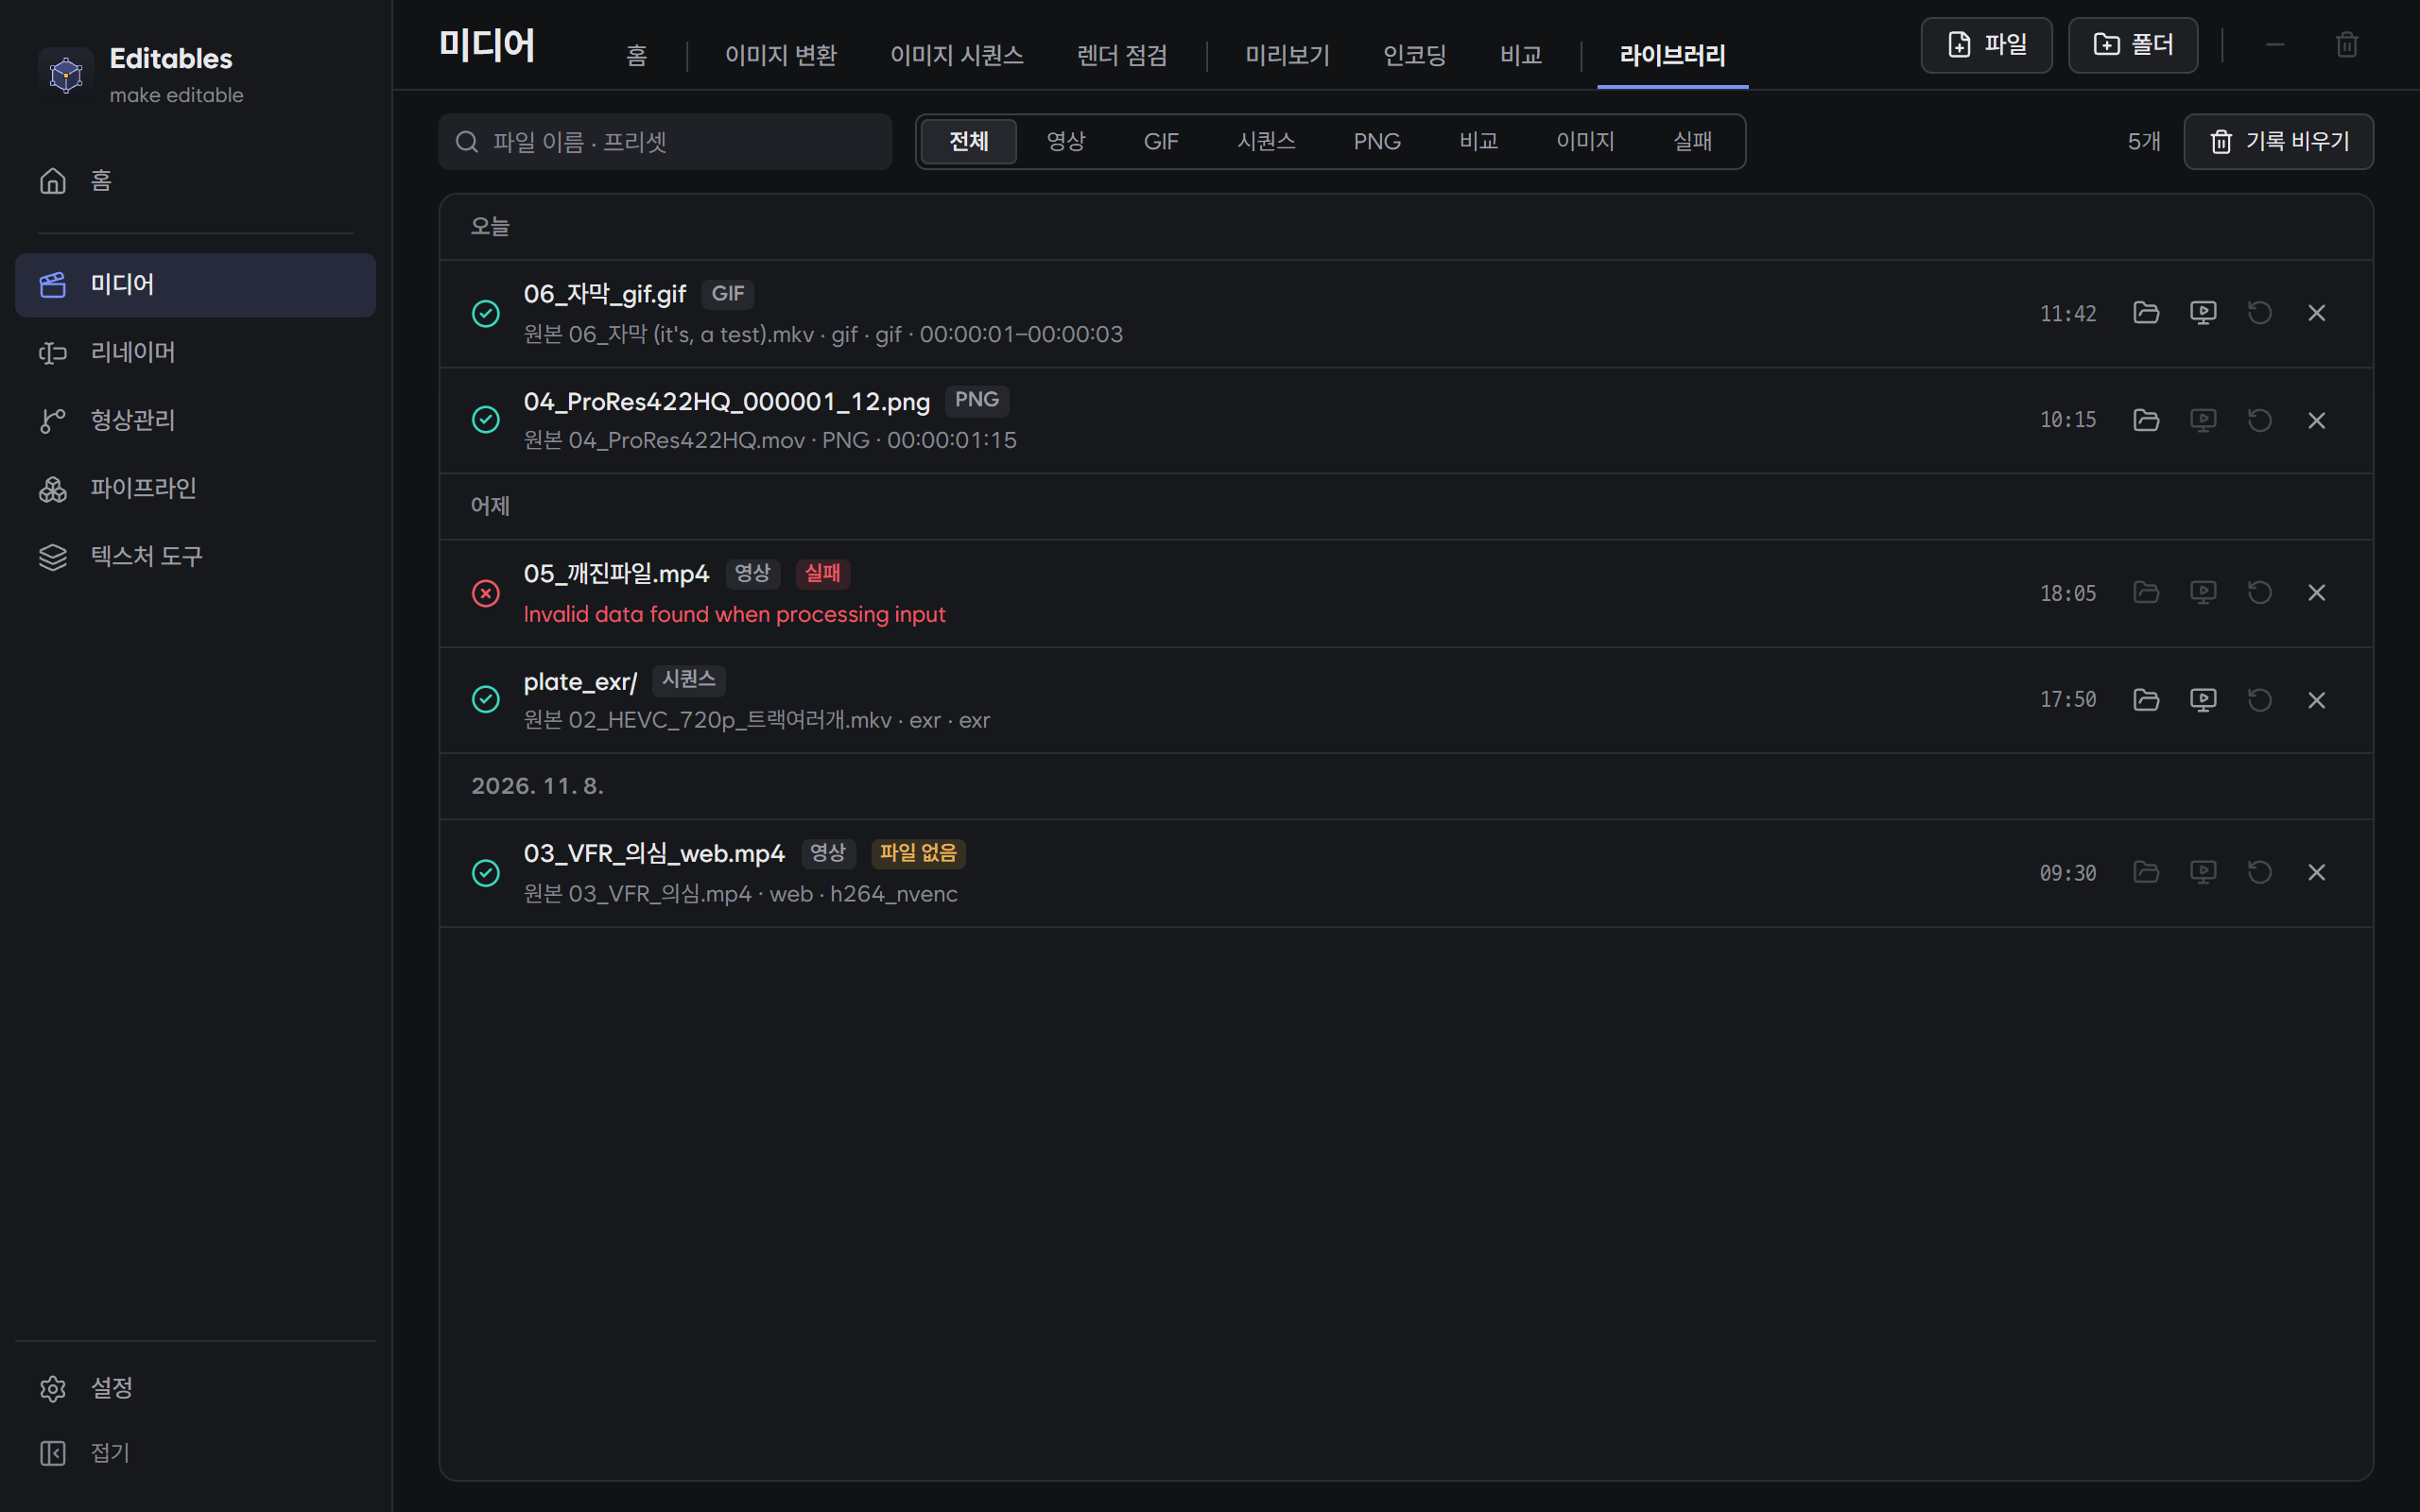 Editables
make editable
홈
미디어
리네이머
형상관리
파이프라인
텍스처 도구
설정
접기
미디어
홈 이미지 변환 이미지 시퀀스 렌더 점검 미리보기 인코딩 비교 라이브러리
파일 폴더
파일 이름 · 프리셋
전체 영상 GIF 시퀀스 PNG 비교 이미지 실패
5개 기록 비우기
오늘
06_자막_gif.gif GIF
원본 06_자막 (it's, a test).mkv · gif · gif · 00:00:01–00:00:03
11:42
04_ProRes422HQ_000001_12.png PNG
원본 04_ProRes422HQ.mov · PNG · 00:00:01:15
10:15
어제
05_깨진파일.mp4 영상 실패
Invalid data found when processing input
18:05
plate_exr/ 시퀀스
원본 02_HEVC_720p_트랙여러개.mkv · exr · exr
17:50
2026. 11. 8.
03_VFR_의심_web.mp4 영상 파일 없음
원본 03_VFR_의심.mp4 · web · h264_nvenc
09:30